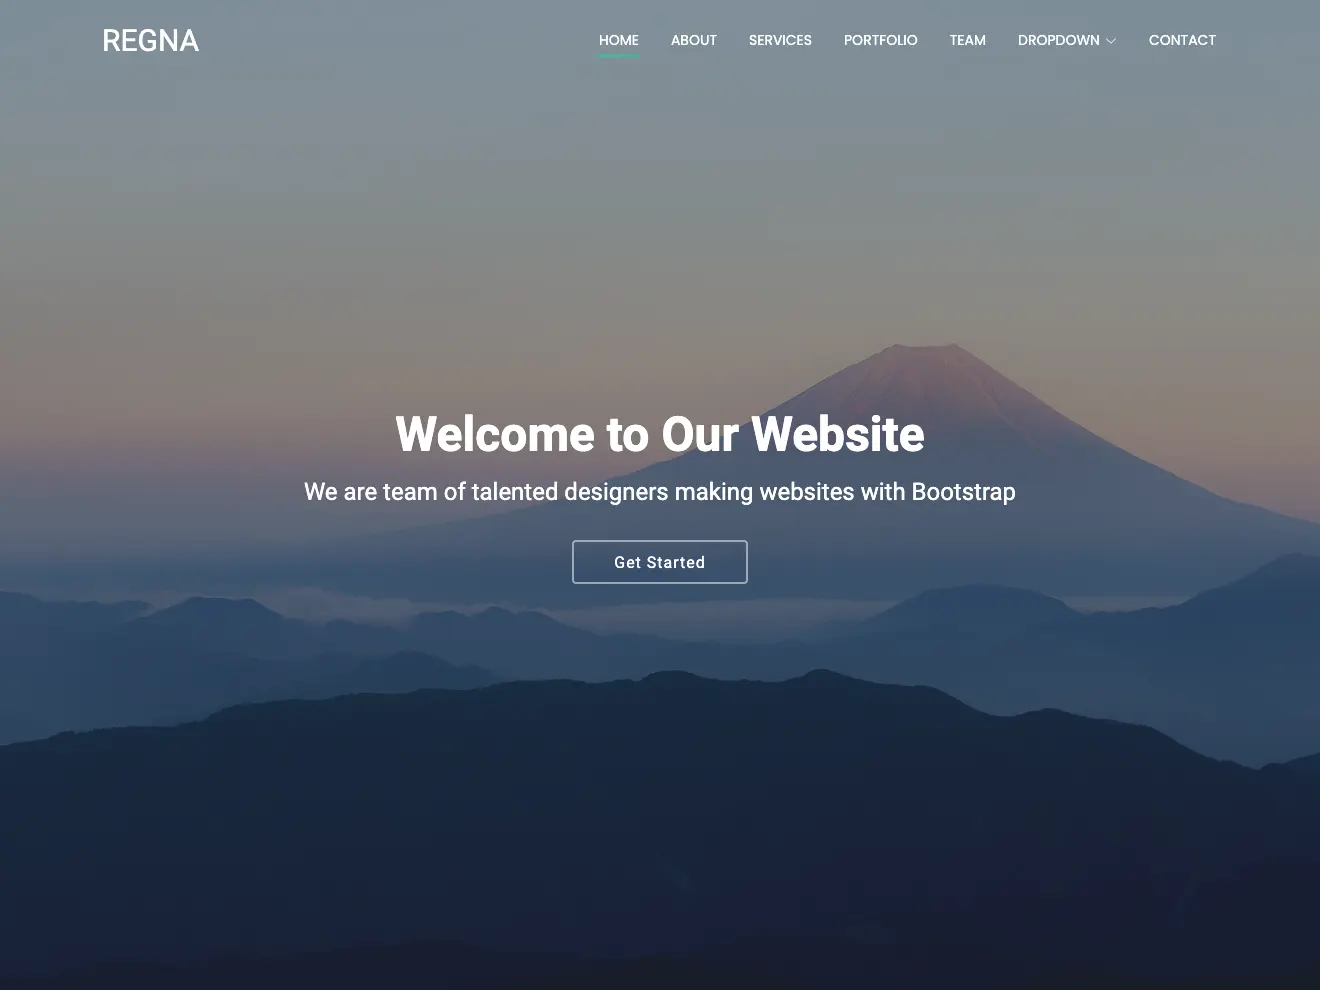 REGNA
HOME ABOUT SERVICES PORTFOLIO TEAM DROPDOWN CONTACT
Welcome to Our Website
We are team of talented designers making websites with Bootstrap
Get Started